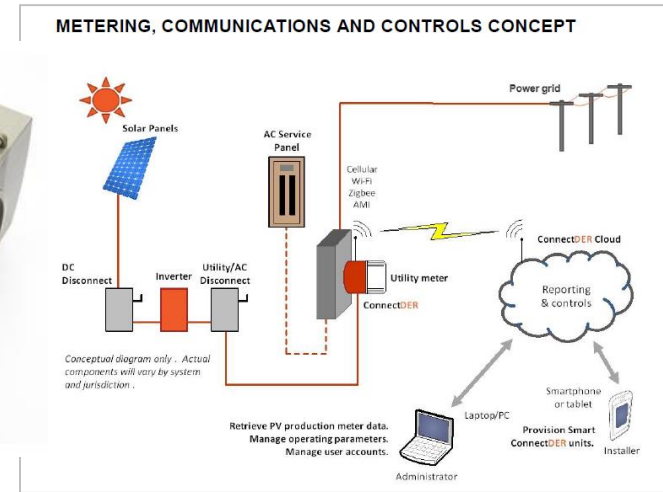 METERING, COMMUNICATIONS AND CONTROLS CONCEPT
Power grid
Solar Panels
AC Service
Panel
Cellular
Wi-Fi
Zigbee
AMI
ConnectDER Cloud
DC
Disconnect
Inverter
Utility/AC
Disconnect
Utility meter
ConnectDER
Reporting
& controls
Conceptual diagram only . Actual
components will vary by system
and jurisdiction .
Smartphone
or tablet
Laptop/PC
Retrieve PV production meter data.
Manage operating parameters.
Manage user accounts.
Provision Smart
ConnectDER units.
Installer
Administrator